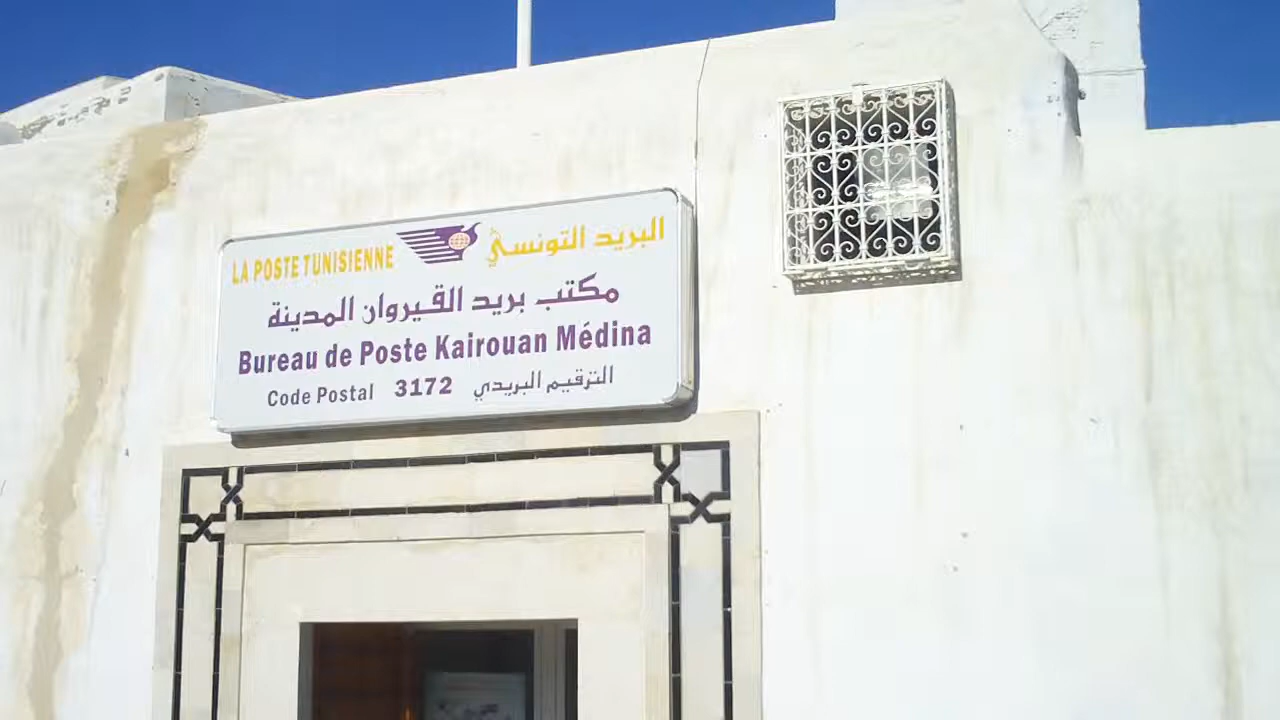 LA POSTE TUNISIENNE البريد التونسي
مكتب بريد القيروان المدينة
Bureau de Poste Kairouan Médina
Code Postal 3172 الترقيم البريدي